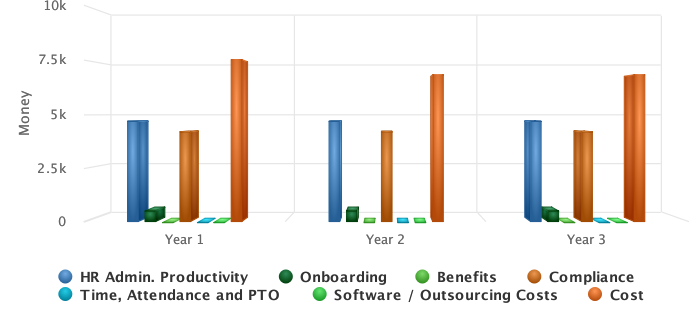 10k
7.5k
5k
2.5k
0
Money
Year 1 Year 2 Year 3
HR Admin. Productivity Onboarding Benefits Compliance
Time, Attendance and PTO Software / Outsourcing Costs Cost